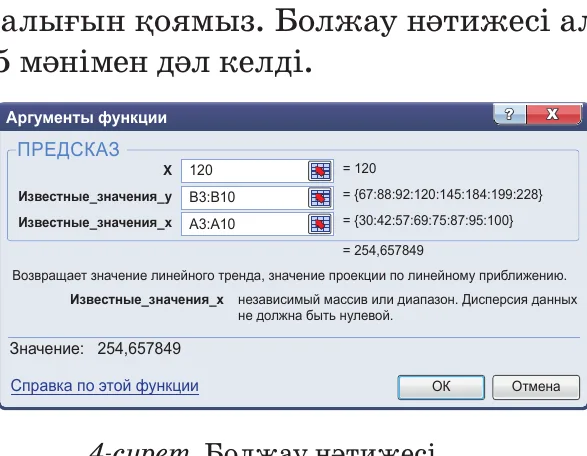 алығын қоямыз. Болжау нәтижесі ал
мәнімен дәл келді.
Аргументы функции
?
X
ПРЕДСКАЗ
X 120 = 120
Известные_значения_y B3:B10 = {67:88:92:120:145:184:199:228}
Известные_значения_x A3:A10 = {30:42:57:69:75:87:95:100}
= 254,657849
Возвращает значение линейного тренда, значение проекции по линейному приближению.
Известные_значения_x независимый массив или диапазон. Дисперсия данных
не должна быть нулевой.
Значение: 254,657849
Справка по этой функции
ОК Отмена
4-сурет. Болжау нәтижесі